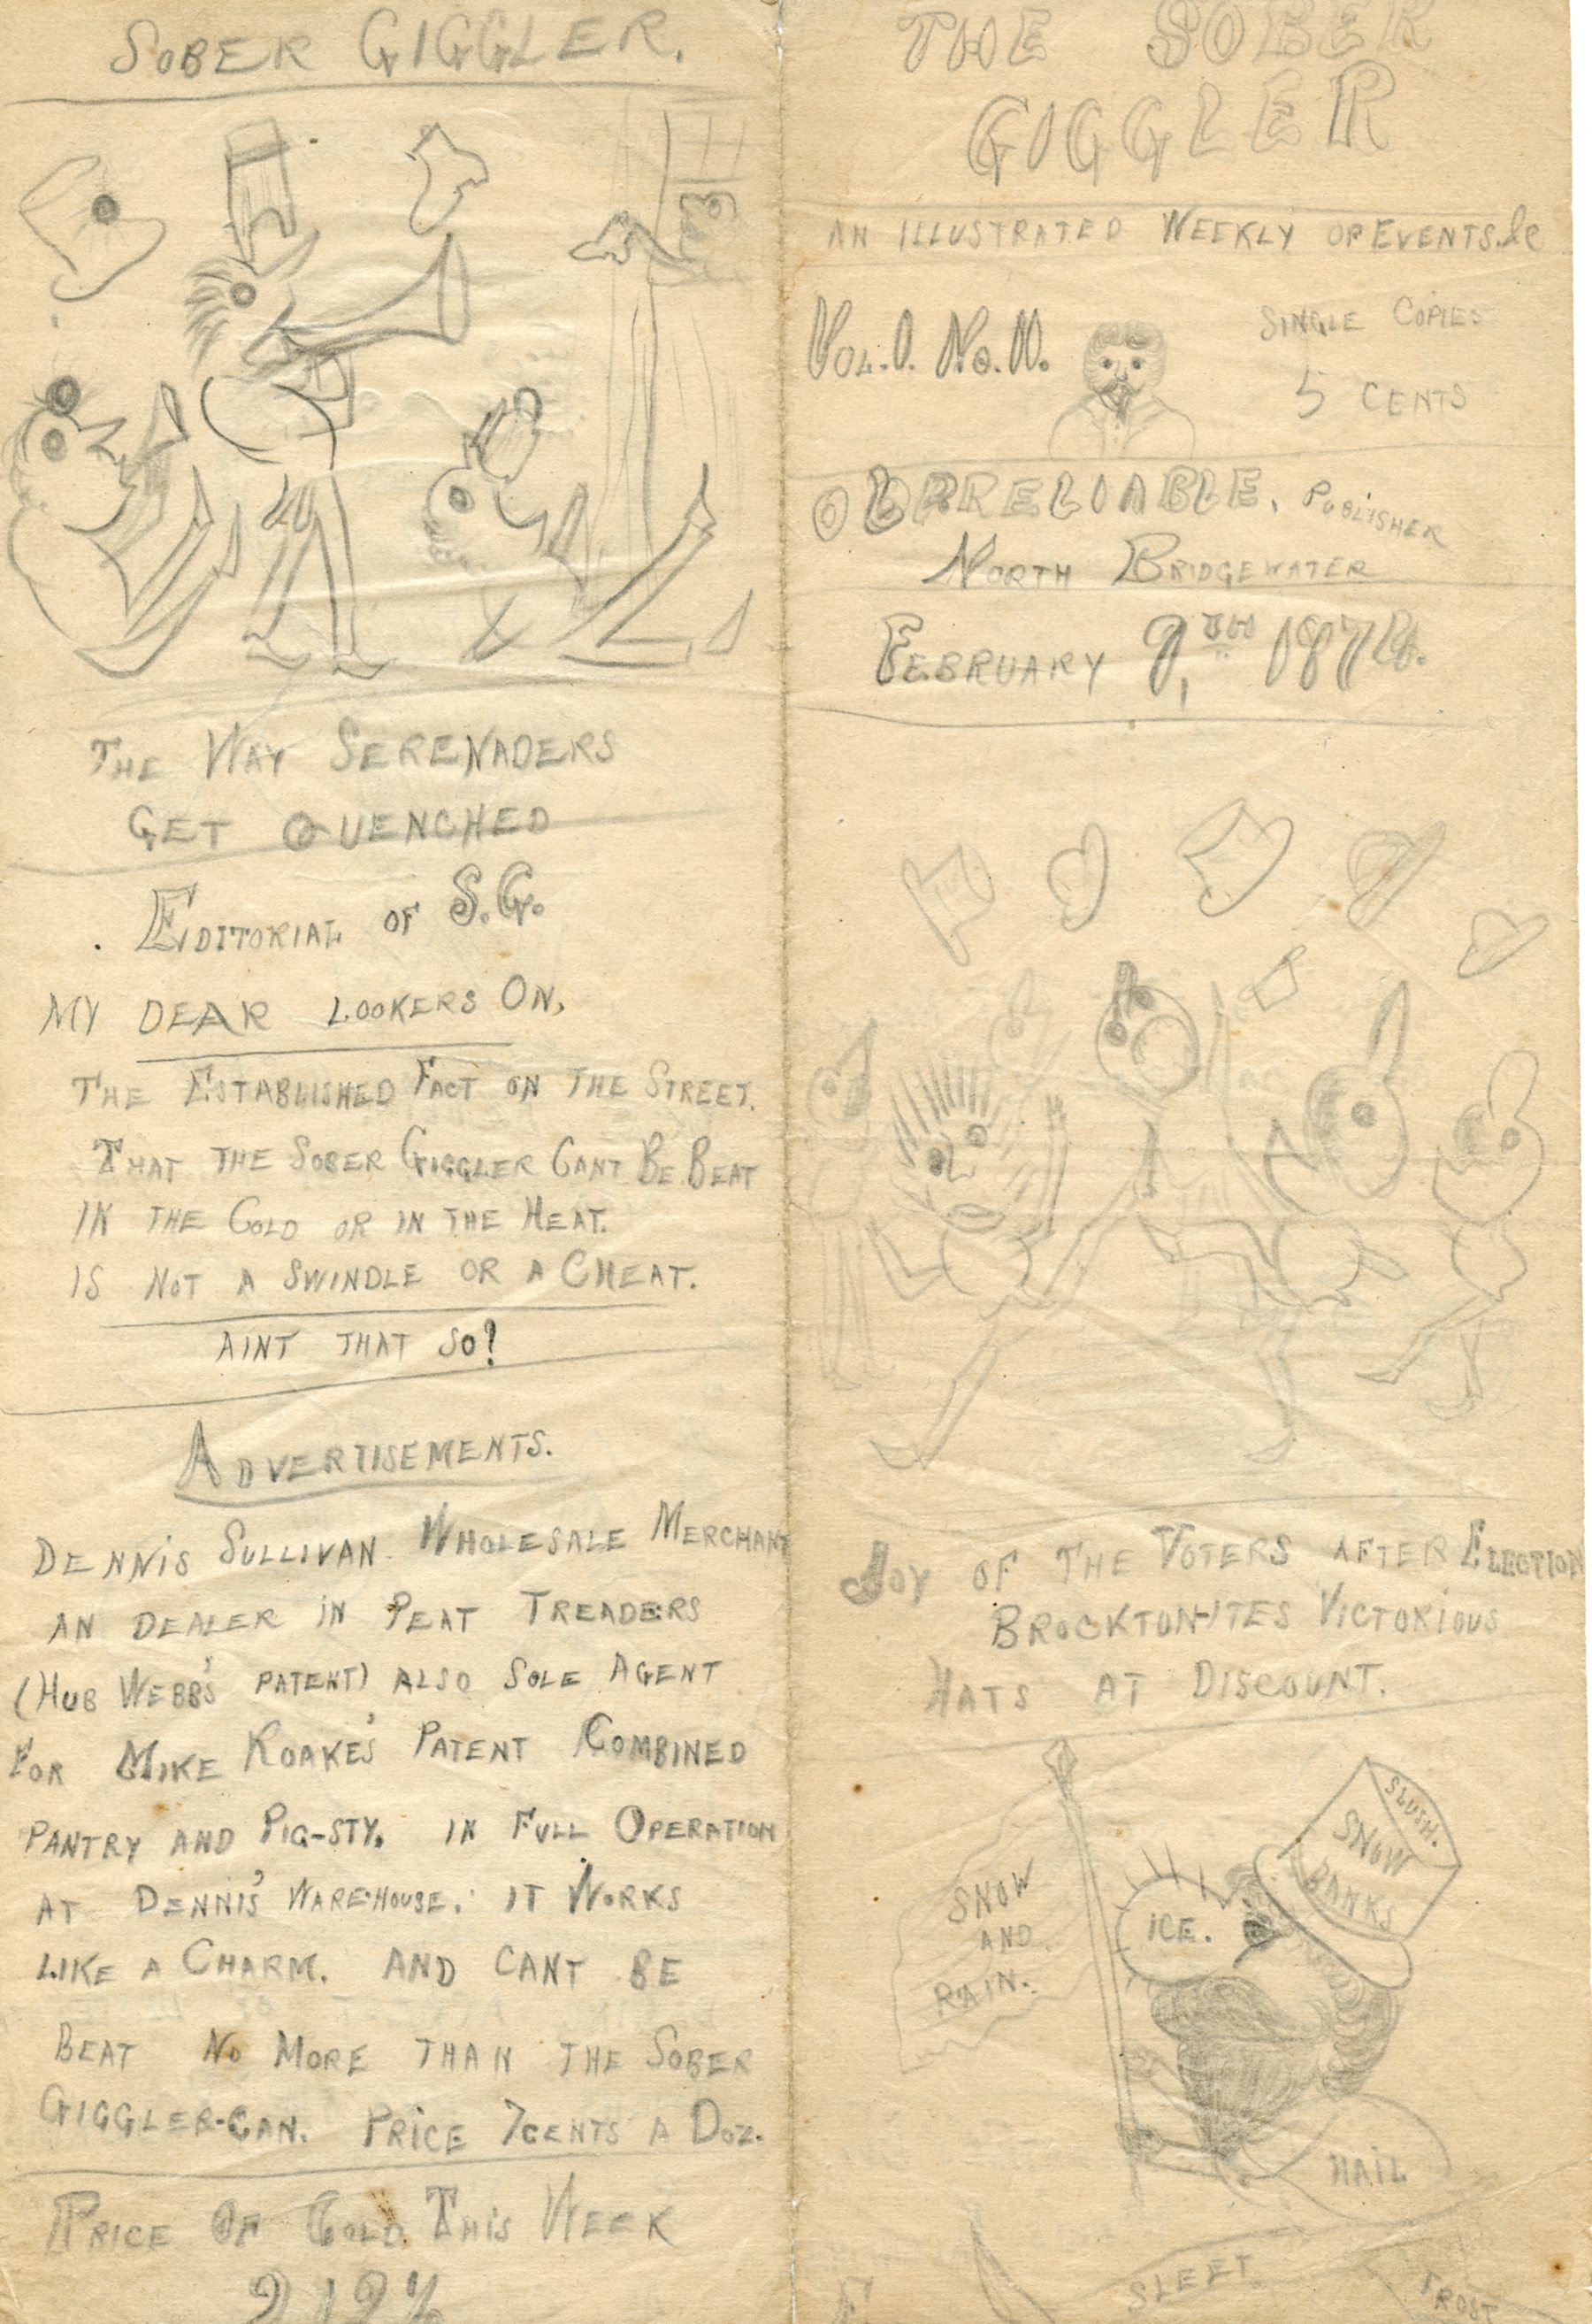 SOBER GIGGLER.
THE WAY SERENADERS
GET QUENCHED
EDITORIAL OF S.G.
MY DEAR LOOKERS ON,
THE ESTABLISHED FACT ON THE STREET.
THAT THE SOBER GIGGLER CANT BE BEAT
IN THE COLD OR IN THE HEAT.
IS NOT A SWINDLE OR A CHEAT.
AINT THAT SO?
ADVERTISEMENTS.
DENNIS SULLIVAN WHOLESALE MERCHANT
AN DEALER IN PEAT TREADERS
(HUB WEBB'S PATENT) ALSO SOLE AGENT
FOR MIKE ROAKE'S PATENT COMBINED
PANTRY AND PIG-STY. IN FULL OPERATION
AT DENNIS' WAREHOUSE. IT WORKS
LIKE A CHARM. AND CANT BE
BEAT NO MORE THAN THE SOBER
GIGGLER-CAN. PRICE 7CENTS A DOZ.
PRICE OF GOLD THIS WEEK
THE SOBER
GIGGLER
AN ILLUSTRATED WEEKLY OF EVENTS.&c
VOL.I. NO.
SINGLE COPIES
5 CENTS
OLD RELIABLE, PUBLISHER
NORTH BRIDGEWATER
FEBRUARY 9, 1874.
JOY OF THE VOTERS AFTER ELECTION
BROCKTON-ITES VICTORIOUS
HATS AT DISCOUNT.
SLUSH.
SNOW
BANKS
SNOW
AND
RAIN.
ICE.
HAIL
SLEET
FROST